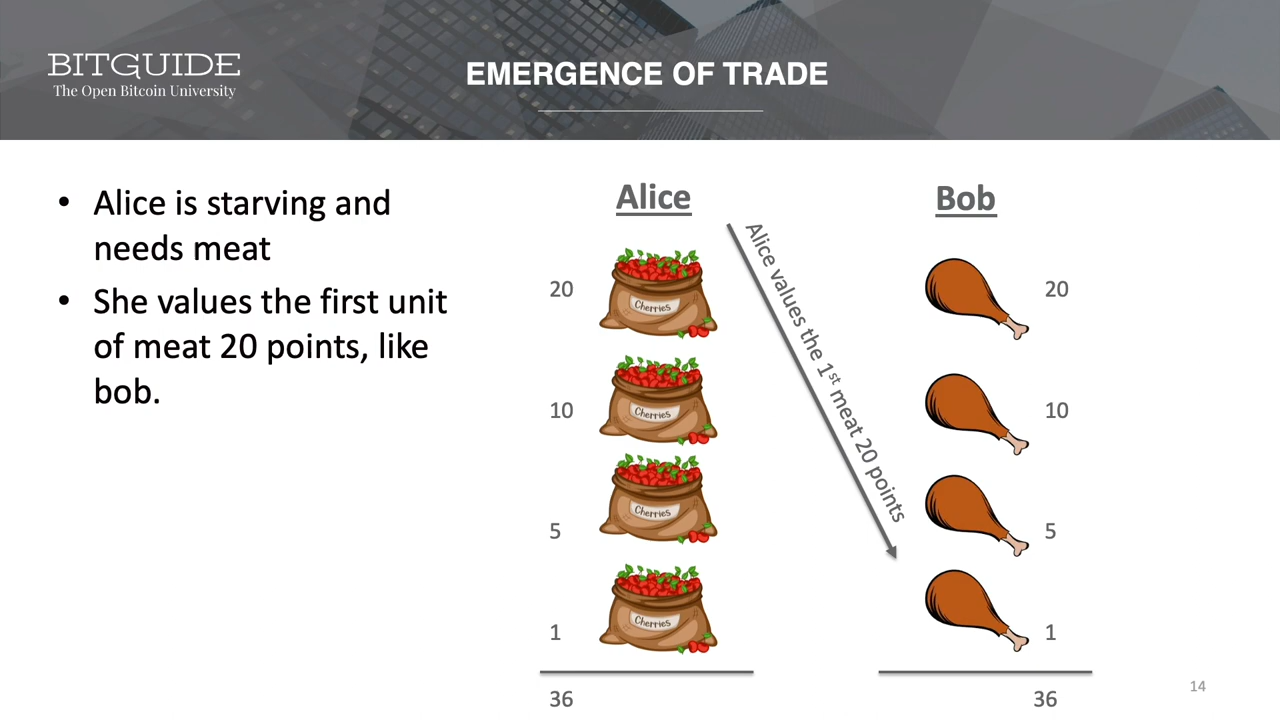 BITGUIDE
The Open Bitcoin University
EMERGENCE OF TRADE
• Alice is starving and
needs meat
• She values the first unit
of meat 20 points, like
bob.
Alice
Bob
Alice values the 1st meat 20 points
20
Cherries
20
10
Cherries
10
5
Cherries
5
1
Cherries
1
36
36
14